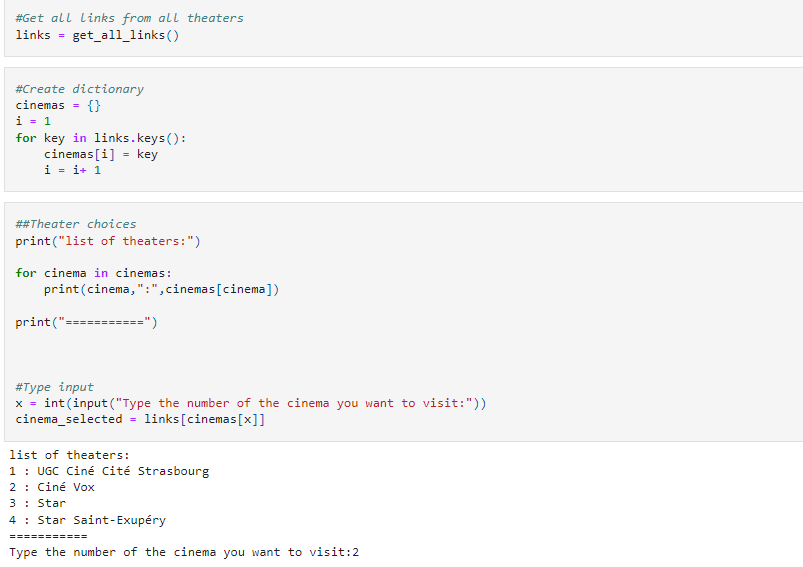 #Get all links from all theaters
links = get_all_links()
#Create dictionary
cinemas = {}
i = 1
for key in links.keys():
    cinemas[i] = key
    i = i+ 1
##Theater choices
print("list of theaters:")
for cinema in cinemas:
    print(cinema,":",cinemas[cinema])
print("===========")
#Type input
x = int(input("Type the number of the cinema you want to visit:"))
cinema_selected = links[cinemas[x]]
list of theaters:
1 : UGC Ciné Cité Strasbourg
2 : Ciné Vox
3 : Star
4 : Star Saint-Exupéry
===========
Type the number of the cinema you want to visit:2